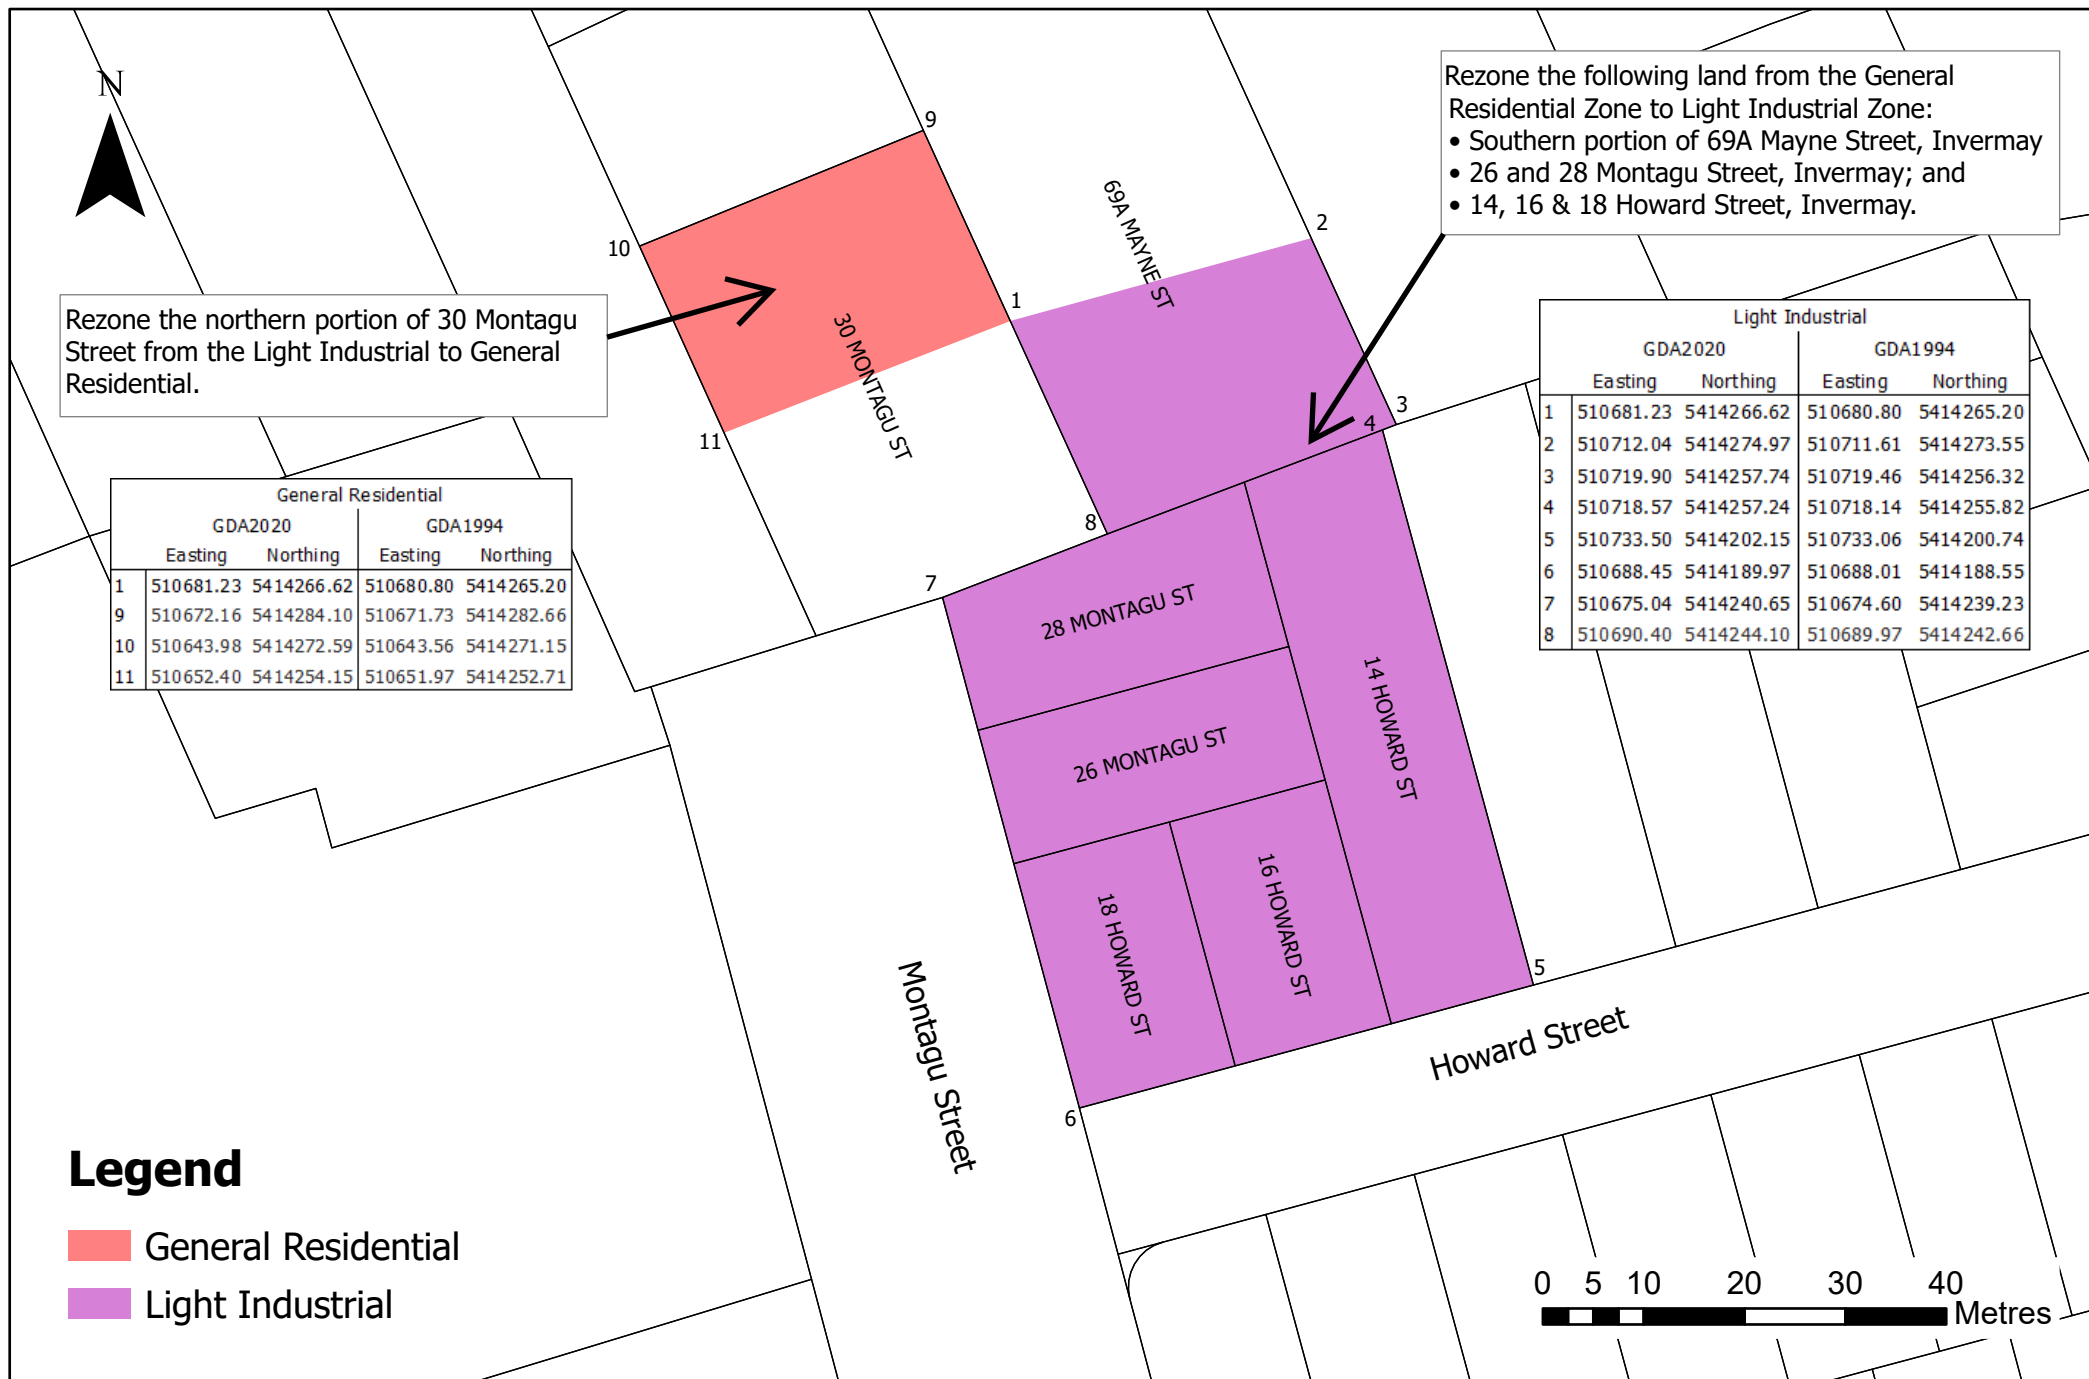 N
Rezone the following land from the General
Residential Zone to Light Industrial Zone:
• Southern portion of 69A Mayne Street, Invermay
• 26 and 28 Montagu Street, Invermay; and
• 14, 16 & 18 Howard Street, Invermay.
9
2
10
69A MAYNE ST
1
Rezone the northern portion of 30 Montagu
Street from the Light Industrial to General
Residential.
30 MONTAGU ST
3
4
11
8
7
Light Industrial
GDA2020 GDA1994
Easting Northing Easting Northing
1 510681.23 5414266.62 510680.80 5414265.20
2 510712.04 5414274.97 510711.61 5414273.55
3 510719.90 5414257.74 510719.46 5414256.32
4 510718.57 5414257.24 510718.14 5414255.82
5 510733.50 5414202.15 510733.06 5414200.74
6 510688.45 5414189.97 510688.01 5414188.55
7 510675.04 5414240.65 510674.60 5414239.23
8 510690.40 5414244.10 510689.97 5414242.66
General Residential
GDA2020 GDA1994
Easting Northing Easting Northing
1 510681.23 5414266.62 510680.80 5414265.20
9 510672.16 5414284.10 510671.73 5414282.66
10 510643.98 5414272.59 510643.56 5414271.15
11 510652.40 5414254.15 510651.97 5414252.71
28 MONTAGU ST
14 HOWARD ST
26 MONTAGU ST
16 HOWARD ST
18 HOWARD ST
5
6
Montagu Street
Howard Street
Legend
General Residential
Light Industrial
0 5 10 20 30 40
Metres